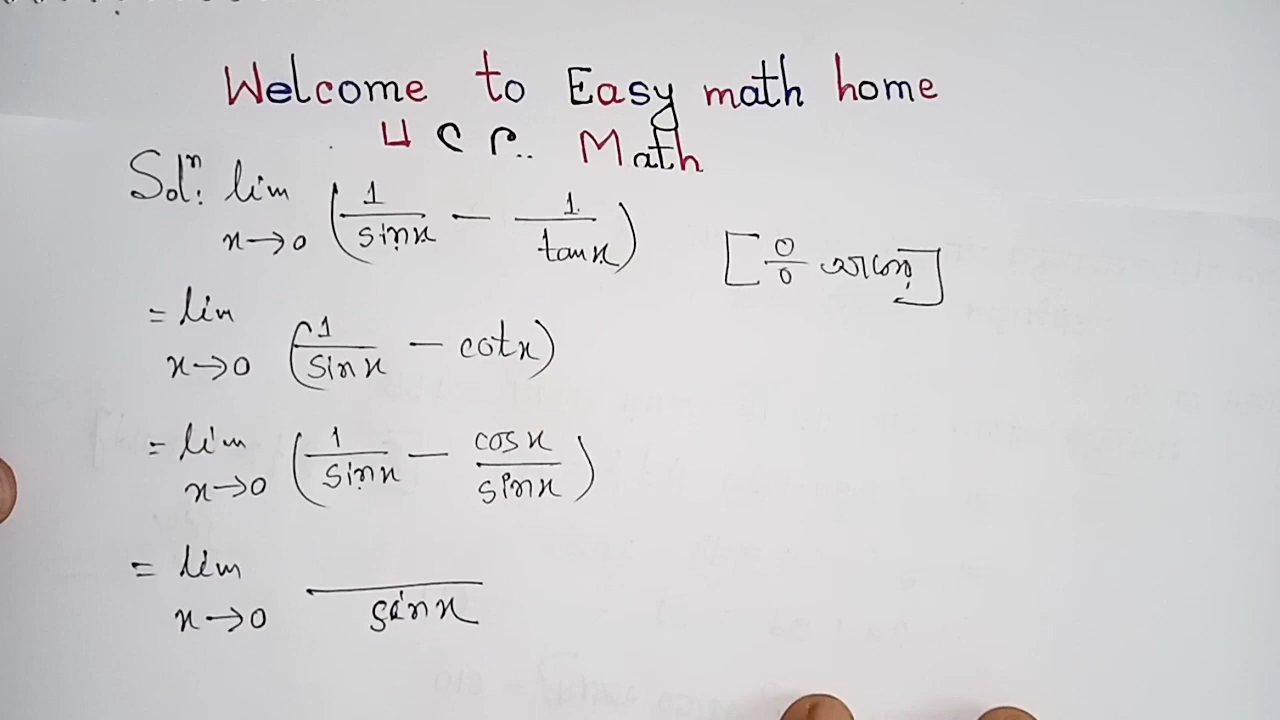 Welcome to Easy math home
Math
Solⁿ: lim x→0 (1/sinx − 1/tanx) [0/0 আকার]
= lim x→0 (1/sinx − cotx)
= lim x→0 (1/sinx − cosx/sinx)
= lim x→0 /sinx